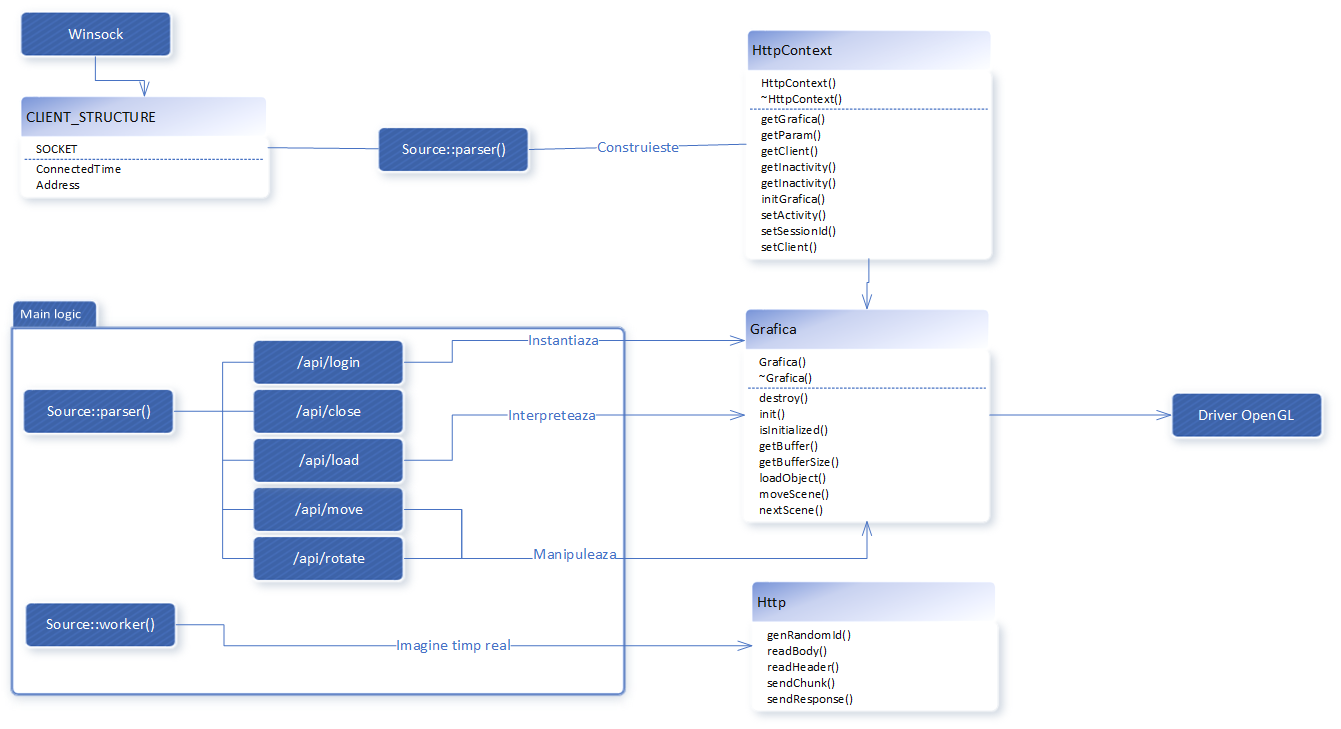 Winsock
CLIENT_STRUCTURE
SOCKET
ConnectedTime
Address
Source::parser()
Construieste
HttpContext
HttpContext()
~HttpContext()
getGrafica()
getParam()
getClient()
getInactivity()
getInactivity()
initGrafica()
setActivity()
setSessionId()
setClient()
Main logic
Source::parser()
/api/login
/api/close
/api/load
/api/move
/api/rotate
Instantiaza
Interpreteaza
Manipuleaza
Grafica
Grafica()
~Grafica()
destroy()
init()
isInitialized()
getBuffer()
getBufferSize()
loadObject()
moveScene()
nextScene()
Driver OpenGL
Source::worker()
Imagine timp real
Http
genRandomId()
readBody()
readHeader()
sendChunk()
sendResponse()